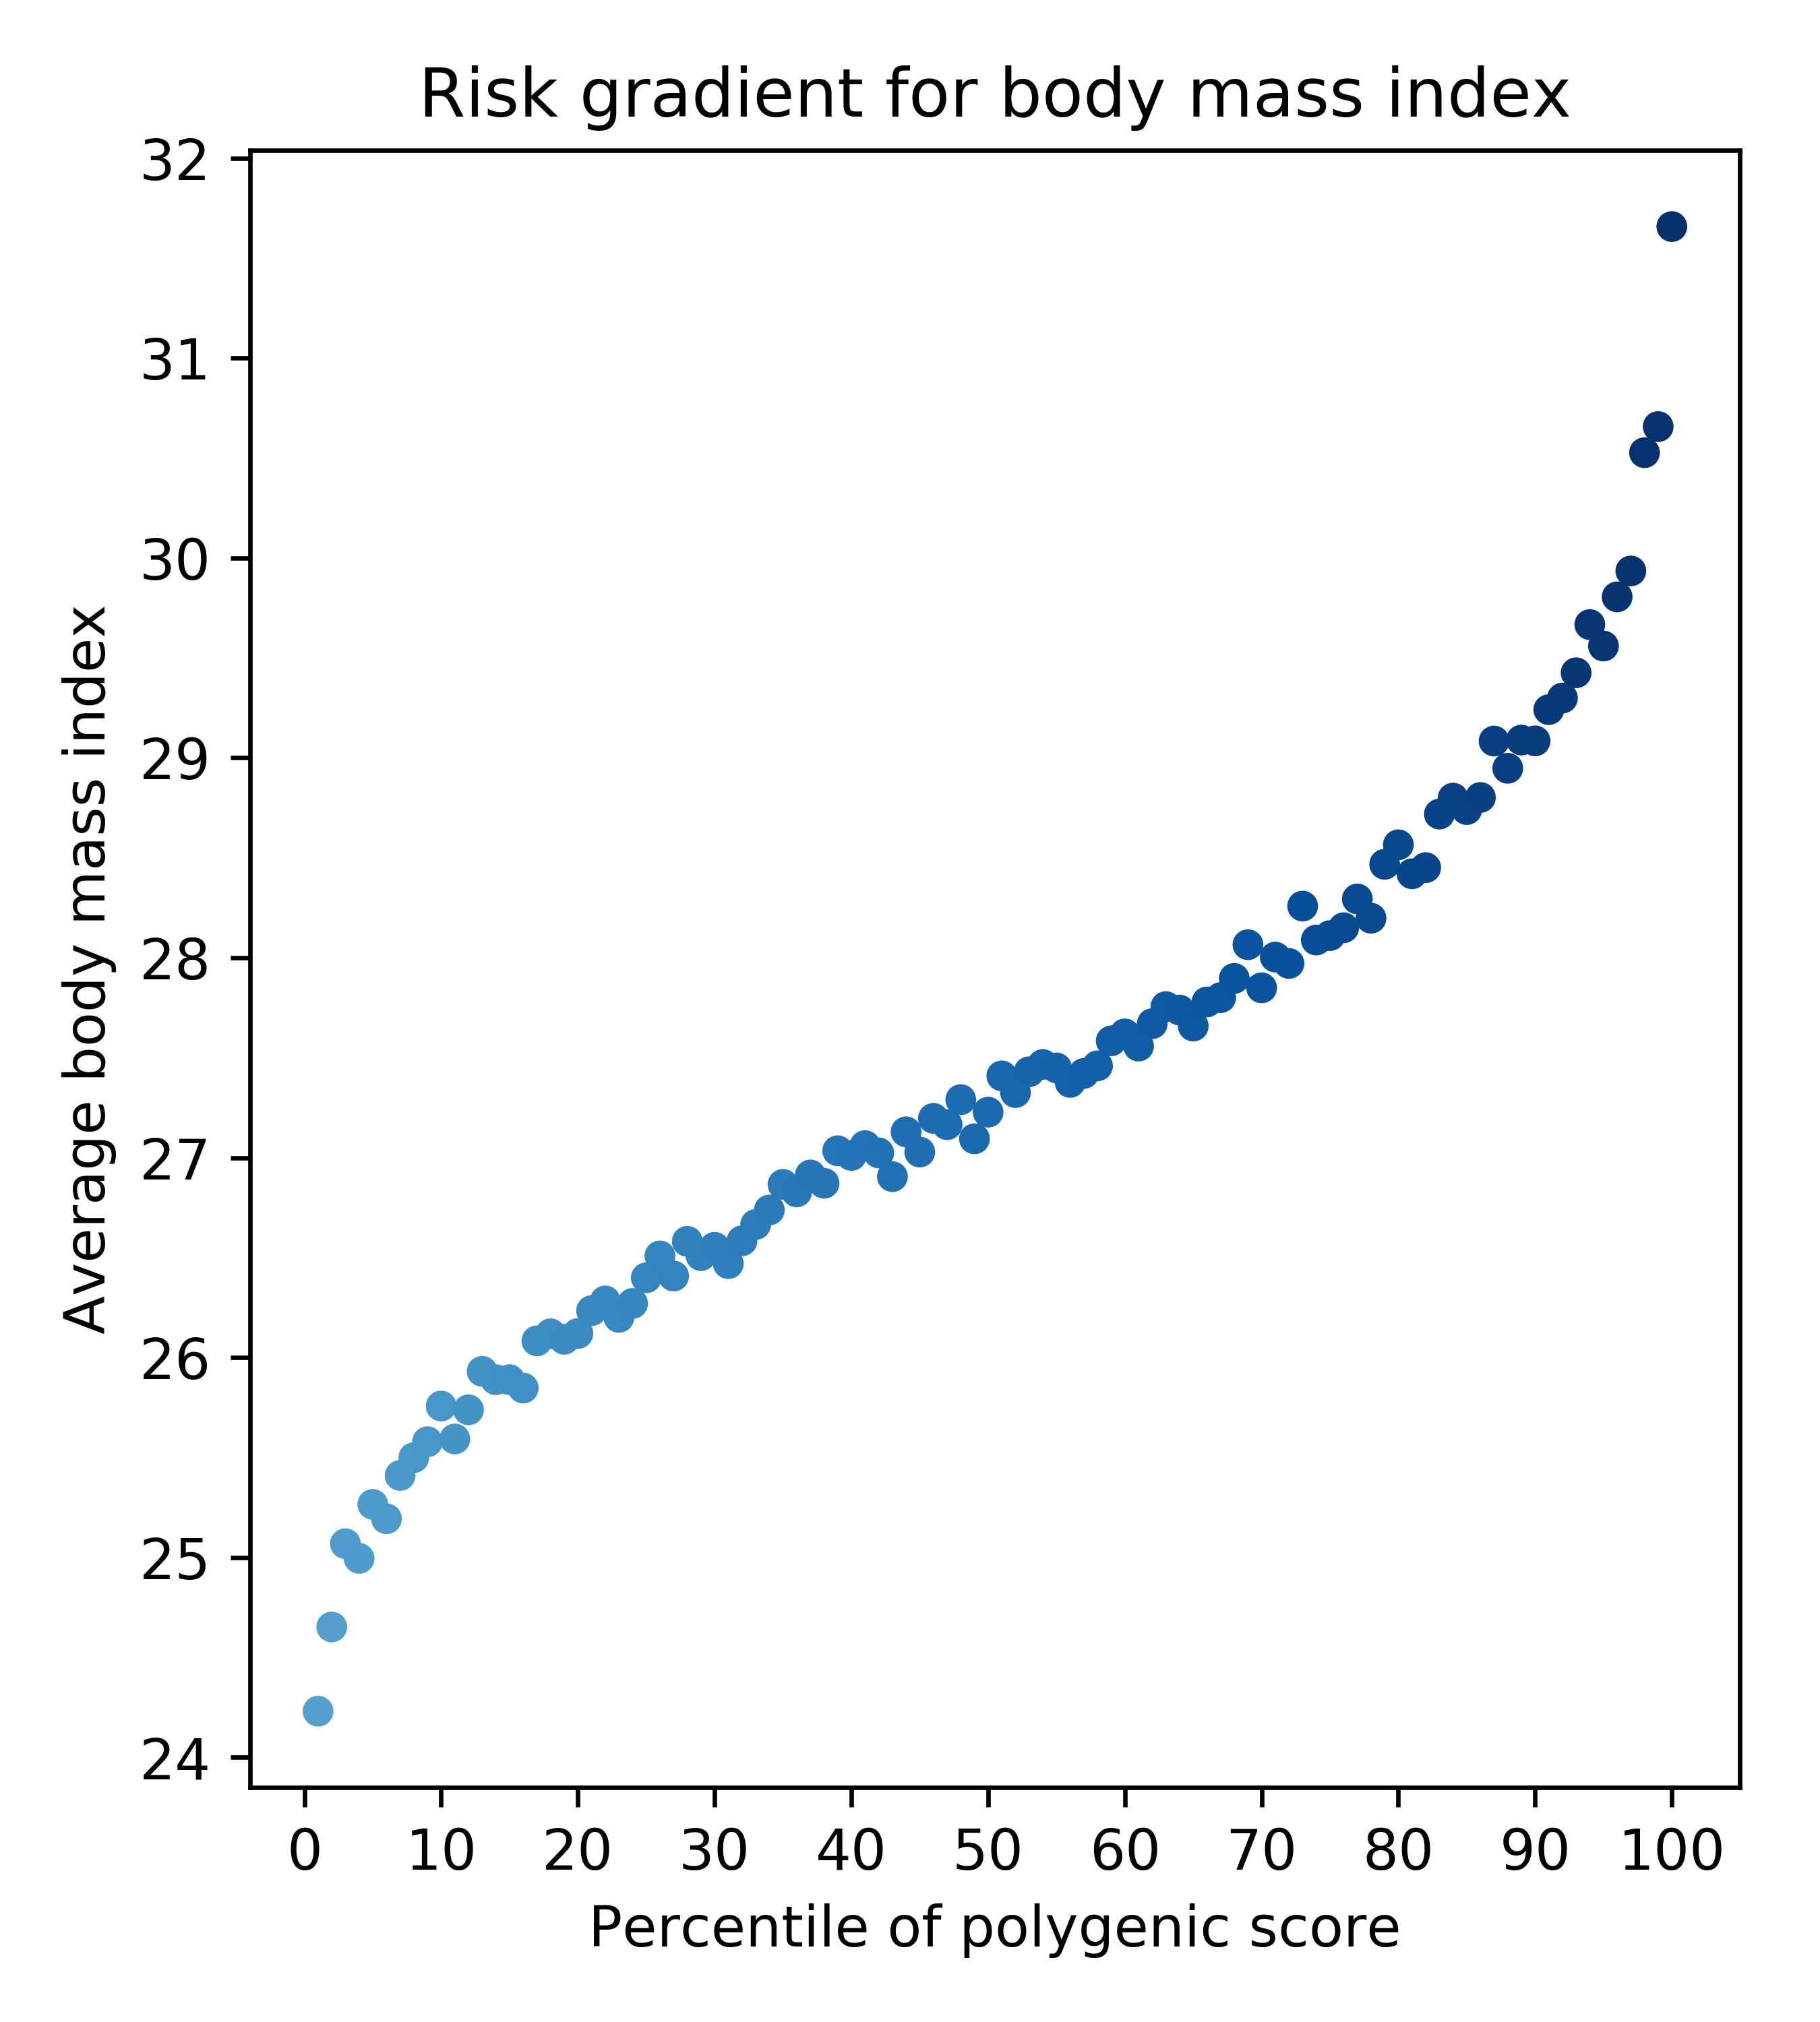 Risk gradient for body mass index
32
31
30
29
28
27
26
25
24
Average body mass index
0 10 20 30 40 50 60 70 80 90 100
Percentile of polygenic score